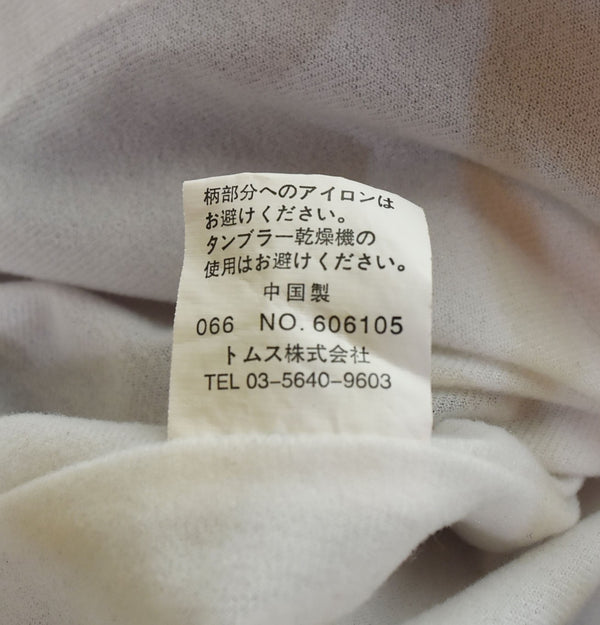 柄部分へのアイロンは
お避けください。
タンブラー乾燥機の
使用はお避けください。
中国製
066 NO. 606105
トムス株式会社
TEL 03-5640-9603